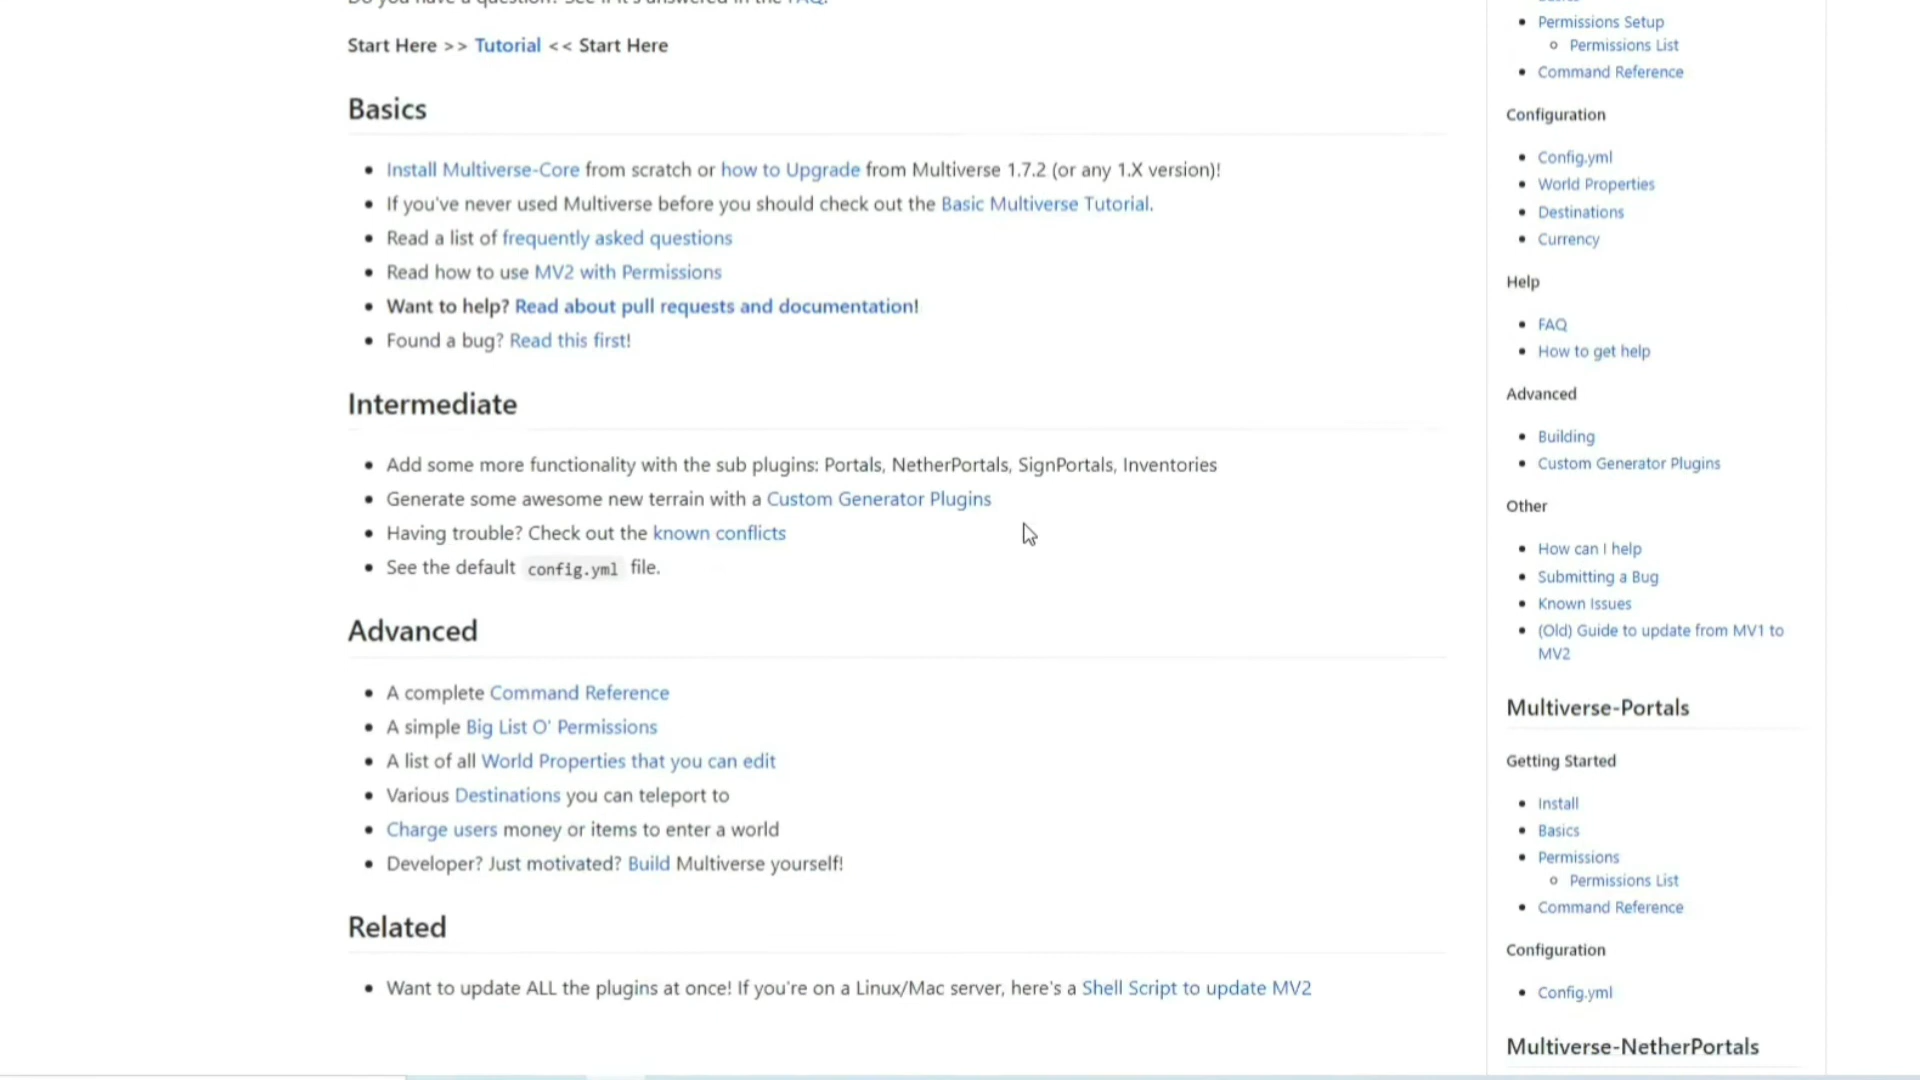 Do you have a question? See if it's answered in the FAQ.
Start Here >> Tutorial << Start Here
Basics
Install Multiverse-Core from scratch or how to Upgrade from Multiverse 1.7.2 (or any 1.X version)!
If you've never used Multiverse before you should check out the Basic Multiverse Tutorial.
Read a list of frequently asked questions
Read how to use MV2 with Permissions
Want to help? Read about pull requests and documentation!
Found a bug? Read this first!
Intermediate
Add some more functionality with the sub plugins: Portals, NetherPortals, SignPortals, Inventories
Generate some awesome new terrain with a Custom Generator Plugins
Having trouble? Check out the known conflicts
See the default config.yml file.
Advanced
A complete Command Reference
A simple Big List O' Permissions
A list of all World Properties that you can edit
Various Destinations you can teleport to
Charge users money or items to enter a world
Developer? Just motivated? Build Multiverse yourself!
Related
Want to update ALL the plugins at once! If you're on a Linux/Mac server, here's a Shell Script to update MV2
Permissions Setup
Permissions List
Command Reference
Configuration
Config.yml
World Properties
Destinations
Currency
Help
FAQ
How to get help
Advanced
Building
Custom Generator Plugins
Other
How can I help
Submitting a Bug
Known Issues
(Old) Guide to update from MV1 to
MV2
Multiverse-Portals
Getting Started
Install
Basics
Permissions
Permissions List
Command Reference
Configuration
Config.yml
Multiverse-NetherPortals